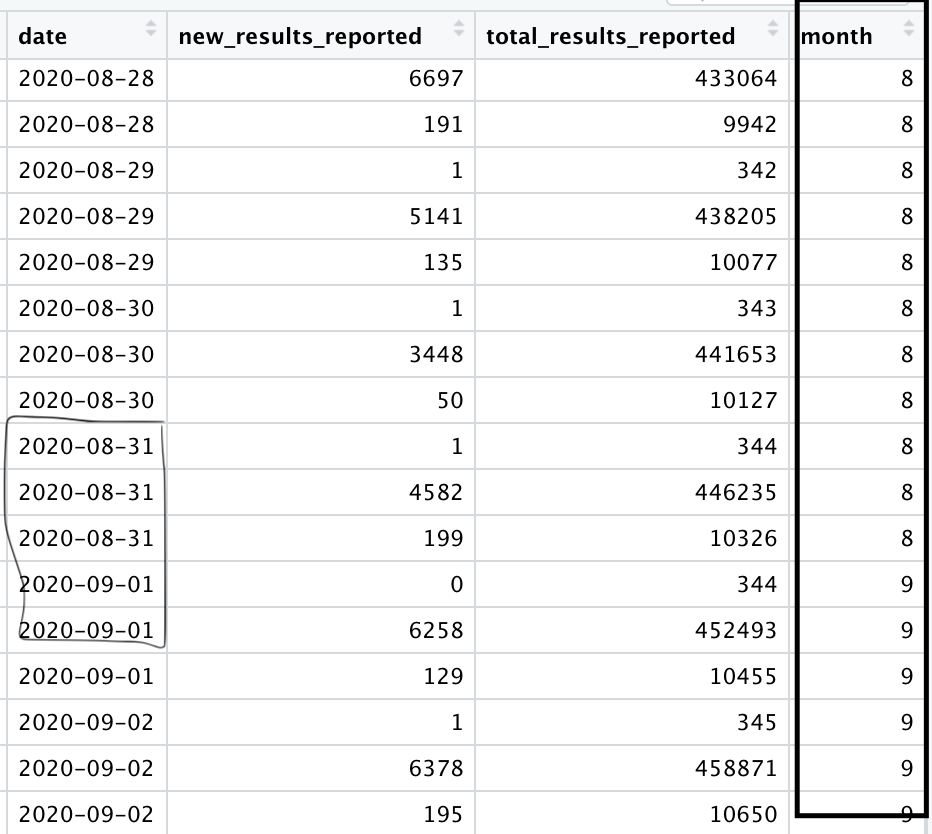 date new_results_reported total_results_reported month
2020-08-28 6697 433064 8
2020-08-28 191 9942 8
2020-08-29 1 342 8
2020-08-29 5141 438205 8
2020-08-29 135 10077 8
2020-08-30 1 343 8
2020-08-30 3448 441653 8
2020-08-30 50 10127 8
2020-08-31 1 344 8
2020-08-31 4582 446235 8
2020-08-31 199 10326 8
2020-09-01 0 344 9
2020-09-01 6258 452493 9
2020-09-01 129 10455 9
2020-09-02 1 345 9
2020-09-02 6378 458871 9
2020-09-02 195 10650 9